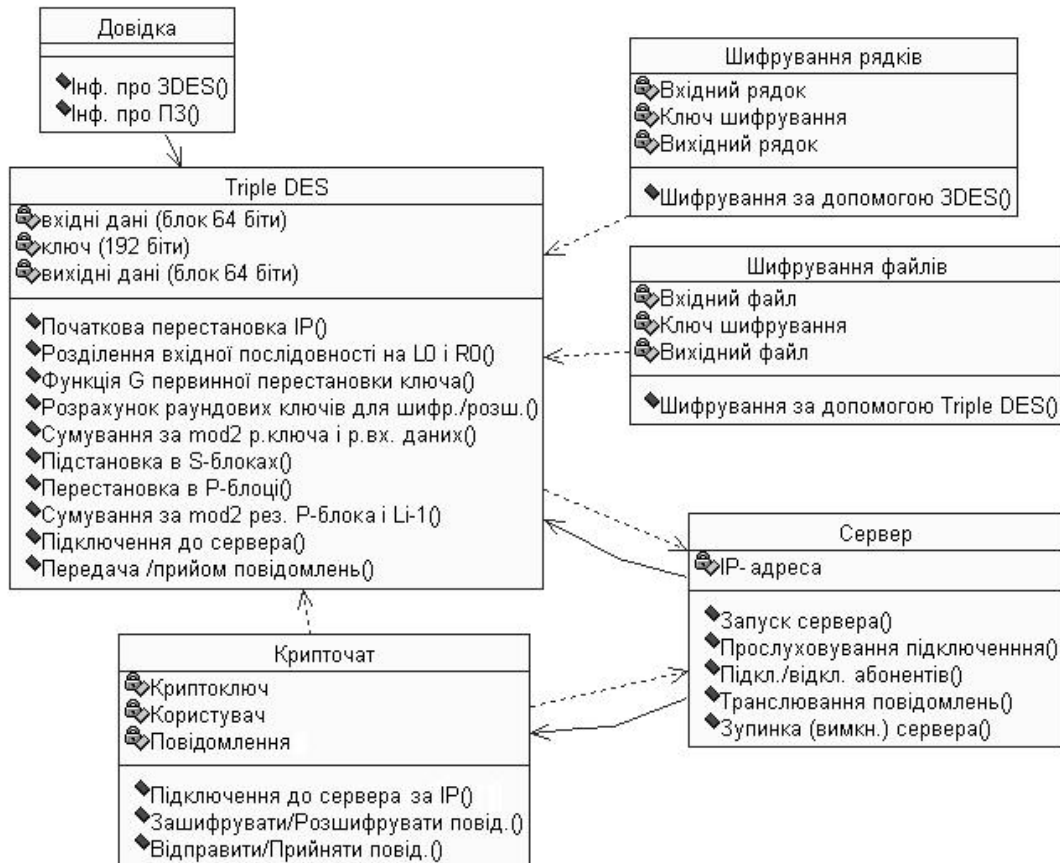 Довідка
Інф. про 3DES()
Інф. про ПЗ()
Шифрування рядків
Вхідний рядок
Ключ шифрування
Вихідний рядок
Шифрування за допомогою 3DES()
Triple DES
вхідні дані (блок 64 біти)
ключ (192 біти)
вихідні дані (блок 64 біти)
Початкова перестановка IP()
Розділення вхідної послідовності на L0 і R0()
Функція G первинної перестановки ключа()
Розрахунок раундових ключів для шифр./розш.()
Сумування за mod2 р.ключа і р.вх. даних()
Підстановка в S-блоках()
Перестановка в P-блоці()
Сумування за mod2 рез. P-блока і Li-1()
Підключення до сервера()
Передача /прийом повідомлень()
Шифрування файлів
Вхідний файл
Ключ шифрування
Вихідний файл
Шифрування за допомогою Triple DES()
Сервер
IP- адреса
Запуск сервера()
Прослуховування підключенння()
Підкл./відкл. абонентів()
Транслювання повідомлень()
Зупинка (вимкн.) сервера()
Крипточат
Криптоключ
Користувач
Повідомлення
Підключення до сервера за IP()
Зашифрувати/Розшифрувати повід.()
Відправити/Прийняти повід.()